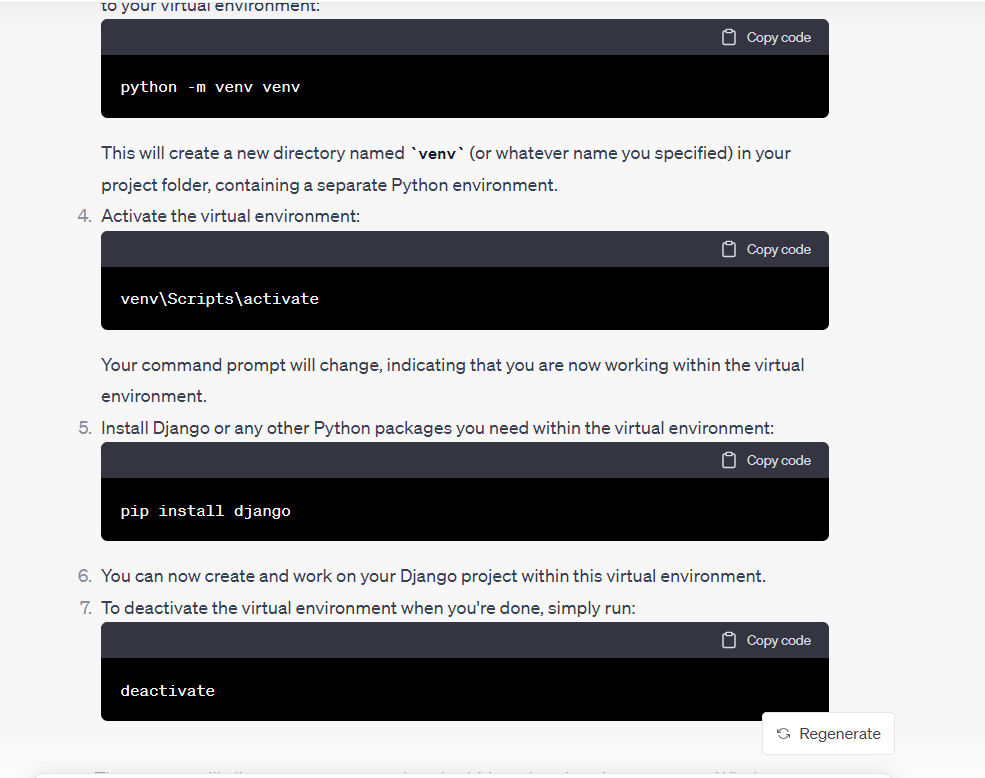 to your virtual environment:
Copy code
python -m venv venv
This will create a new directory named `venv` (or whatever name you specified) in your
project folder, containing a separate Python environment.
4. Activate the virtual environment:
Copy code
venv\Scripts\activate
Your command prompt will change, indicating that you are now working within the virtual
environment.
5. Install Django or any other Python packages you need within the virtual environment:
Copy code
pip install django
6. You can now create and work on your Django project within this virtual environment.
7. To deactivate the virtual environment when you're done, simply run:
Copy code
deactivate
Regenerate